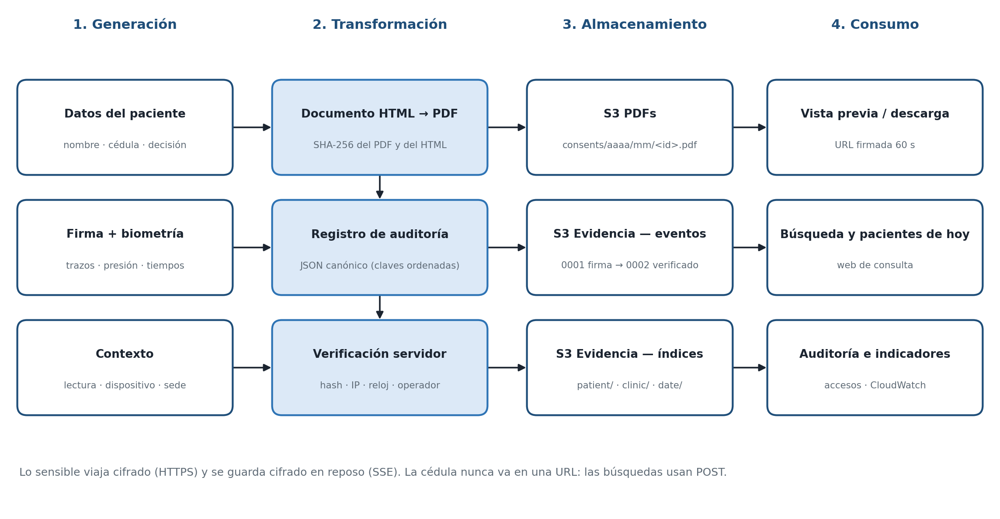 1. Generación
2. Transformación
3. Almacenamiento
4. Consumo
Datos del paciente
nombre · cédula · decisión
Documento HTML → PDF
SHA-256 del PDF y del HTML
S3 PDFs
consents/aaaa/mm/<id>.pdf
Vista previa / descarga
URL firmada 60 s
Firma + biometría
trazos · presión · tiempos
Registro de auditoría
JSON canónico (claves ordenadas)
S3 Evidencia — eventos
0001 firma → 0002 verificado
Búsqueda y pacientes de hoy
web de consulta
Contexto
lectura · dispositivo · sede
Verificación servidor
hash · IP · reloj · operador
S3 Evidencia — índices
patient/ · clinic/ · date/
Auditoría e indicadores
accesos · CloudWatch
Lo sensible viaja cifrado (HTTPS) y se guarda cifrado en reposo (SSE). La cédula nunca va en una URL: las búsquedas usan POST.